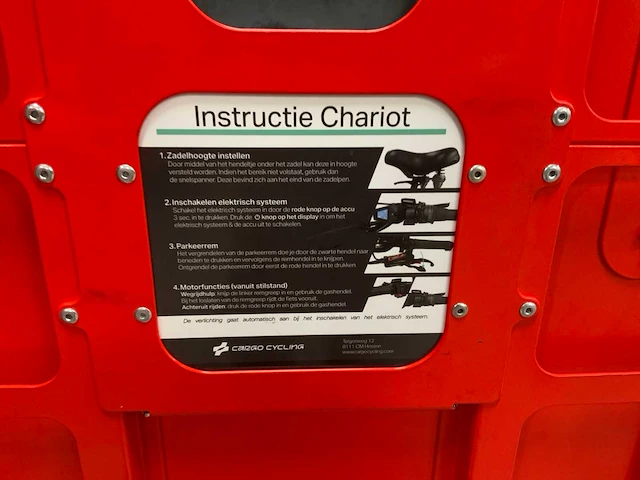 Instructie Chariot
1. Zadelhoogte instellen
Door middel van het hendeltje onder het zadel kan deze in hoogte
versteld worden. Indien het bereik niet volstaat, gebruik dan
de snelspanner. Deze bevind zich aan het eind van de zadelpen.
2. Inschakelen elektrisch systeem
Schakel het elektrisch systeem in door de rode knop op de accu
3 sec. in te drukken. Druk de knop op het display in om het
elektrisch systeem & de accu uit te schakelen.
3. Parkeerrem
Het vergrendelen van de parkeerrem doe je door de zwarte hendel naar
beneden te drukken en vervolgens de remhendel in te knijpen.
Ontgrendel de parkeerrem door eerst de rode hendel in te drukken.
4. Motorfuncties (vanuit stilstand)
Wegrijdhulp: knijp de linker remgreep in en gebruik de gashendel.
Bij het loslaten van de remgreep rijdt de fiets vooruit.
Achteruit rijden: druk de rode knop in en gebruik de gashendel.
De verlichting gaat automatisch aan bij het inschakelen van het elektrisch systeem.
CARGO CYCLING
12
8111 CM Heeten
www.cargocycling.com